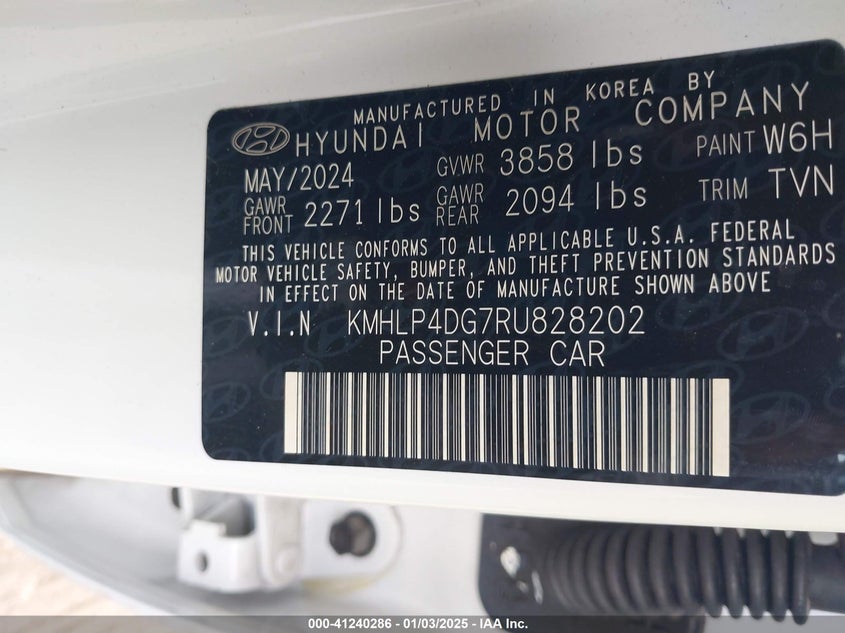 MANUFACTURED IN KOREA BY
HYUNDAI MOTOR COMPANY
MAY/2024 GVWR 3858 lbs PAINT W6H
GAWR FRONT 2271 lbs GAWR REAR 2094 lbs TRIM TVN
THIS VEHICLE CONFORMS TO ALL APPLICABLE U.S.A. FEDERAL
MOTOR VEHICLE SAFETY, BUMPER, AND THEFT PREVENTION STANDARDS
IN EFFECT ON THE DATE OF MANUFACTURE SHOWN ABOVE
V.I.N KMHLP4DG7RU828202
PASSENGER CAR
000-41240286 - 01/03/2025 - IAA Inc.